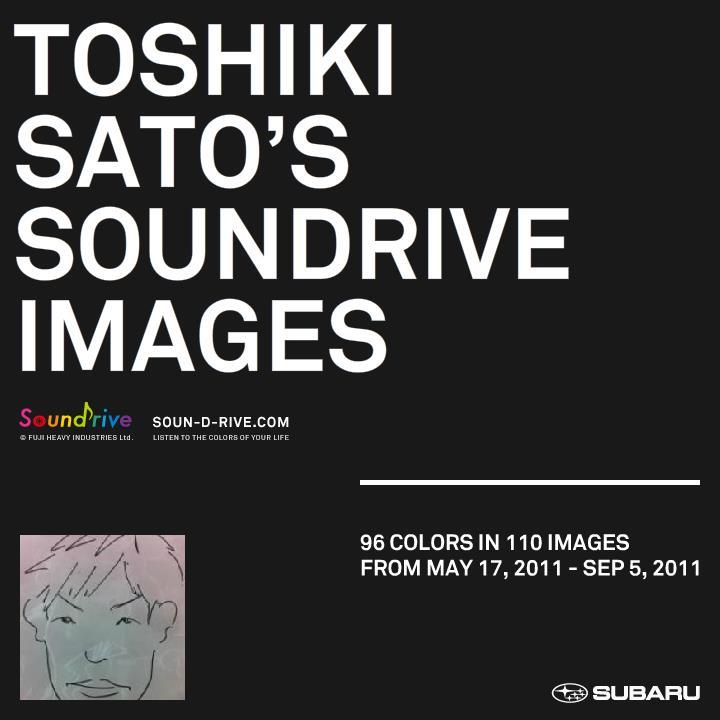 TOSHIKI
SATO’S
SOUNDRIVE
IMAGES
Soundrive
SOUN-D-RIVE.COM
© FUJI HEAVY INDUSTRIES Ltd.
LISTEN TO THE COLORS OF YOUR LIFE
96 COLORS IN 110 IMAGES
FROM MAY 17, 2011 - SEP 5, 2011
SUBARU